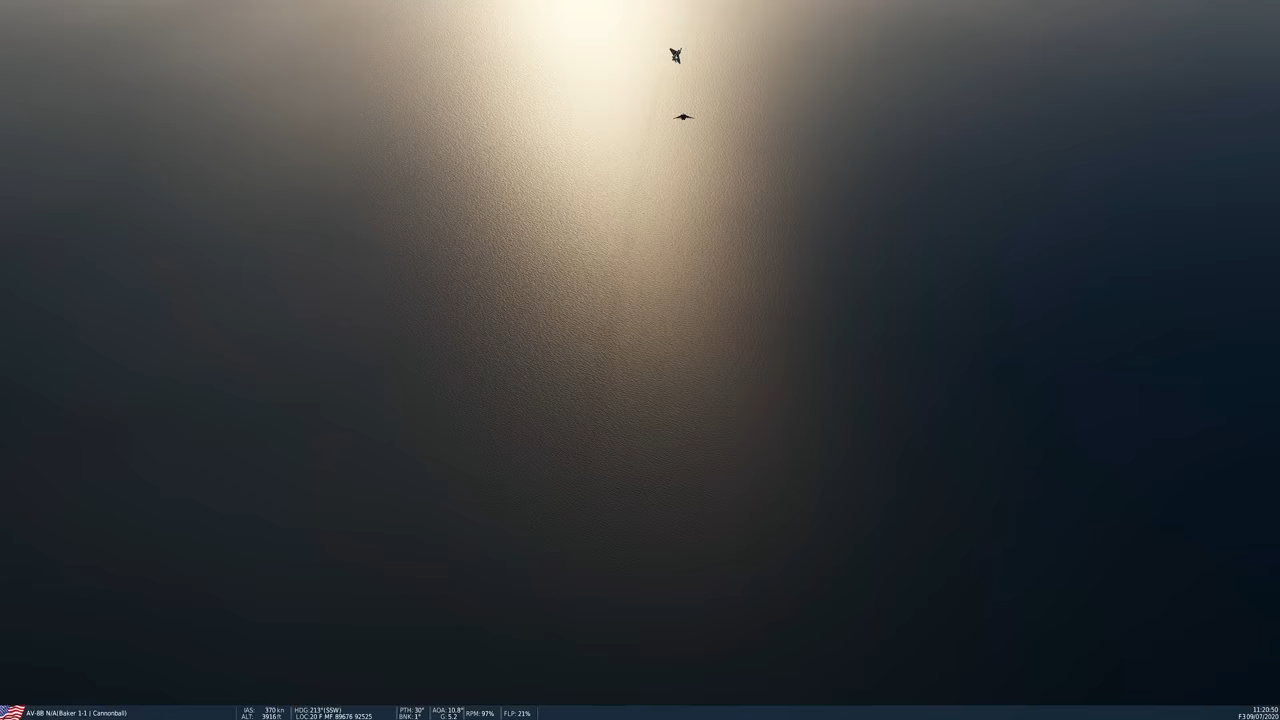 AV-8B N/A(Baker 1-1 | Cannonball)
IAS: 370 kn
ALT: 3916 ft
HDG: 213°(SSW)
LOC:20 F MF 89676 92525
PTH: 30°
BNK: 1°
AOA: 10.8°
G: 5.2
RPM: 97%
FLP: 21%
11:20:50
F3 09/07/2020